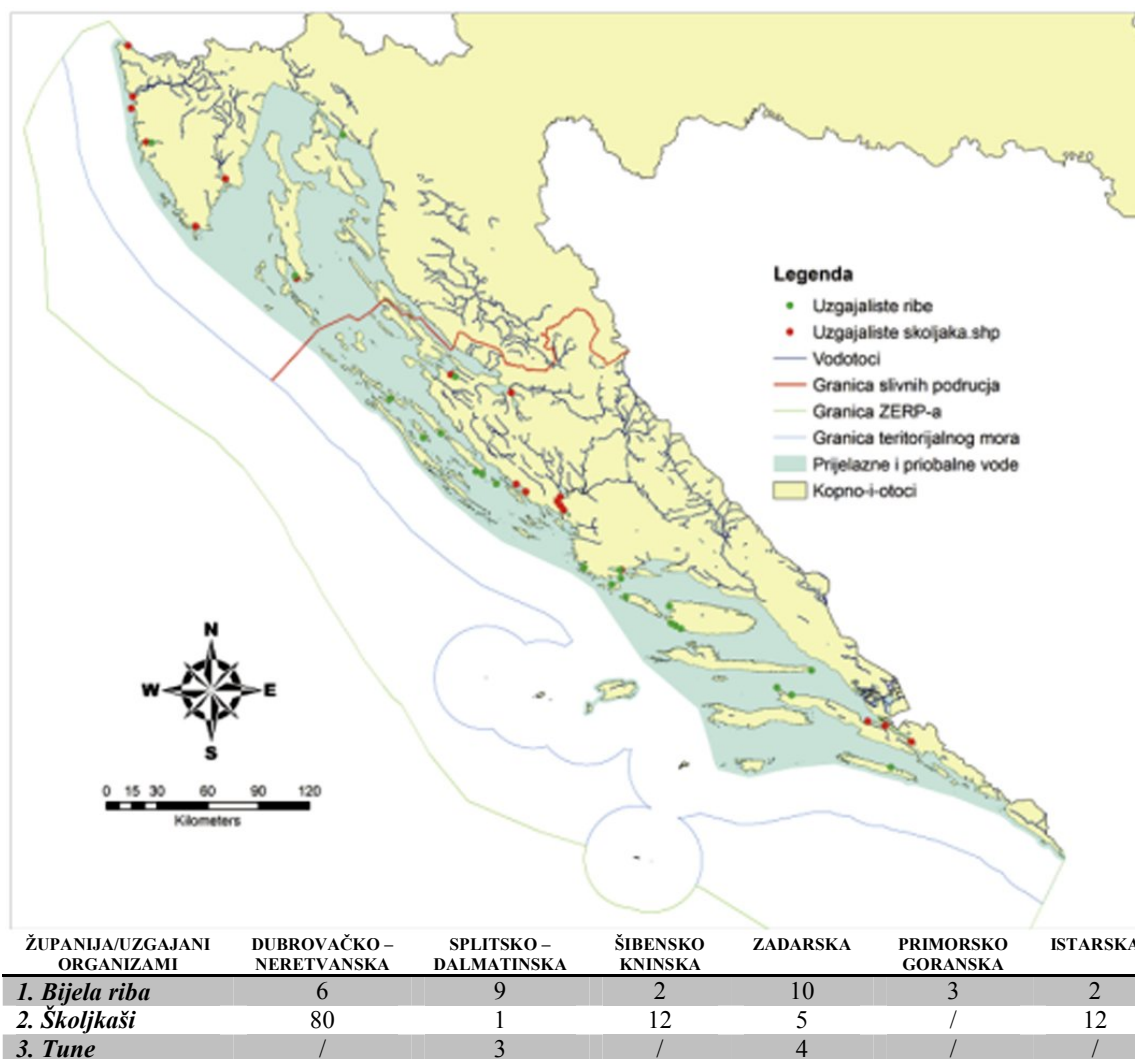 Legenda
Uzgajaliste ribe
Uzgajaliste skoljaka.shp
Vodotoci
Granica slivnih podrucja
Granica ZERP-a
Granica teritorijalnog mora
Prijelazne i priobalne vode
Kopno-i-otoci
N
W E
S
0 15 30 60 90 120
Kilometers
ŽUPANIJA/UZGAJANI ORGANIZAMI DUBROVAČKO – NERETVANSKA SPLITSKO – DALMATINSKA ŠIBENSKO KNINSKA ZADARSKA PRIMORSKO GORANSKA ISTARSKA
1. Bijela riba 6 9 2 10 3 2
2. Školjkaši 80 1 12 5 / 12
3. Tune / 3 / 4 / /